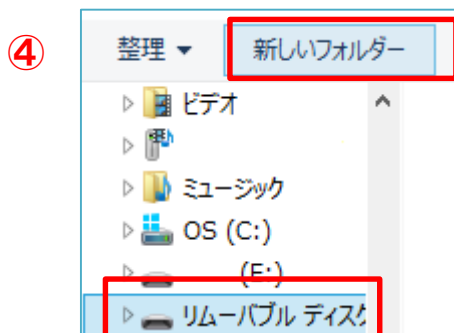 ④
整理 ▼ 新しいフォルダー
ビデオ
ミュージック
OS (C:)
(E:)
リムーバブル ディスク